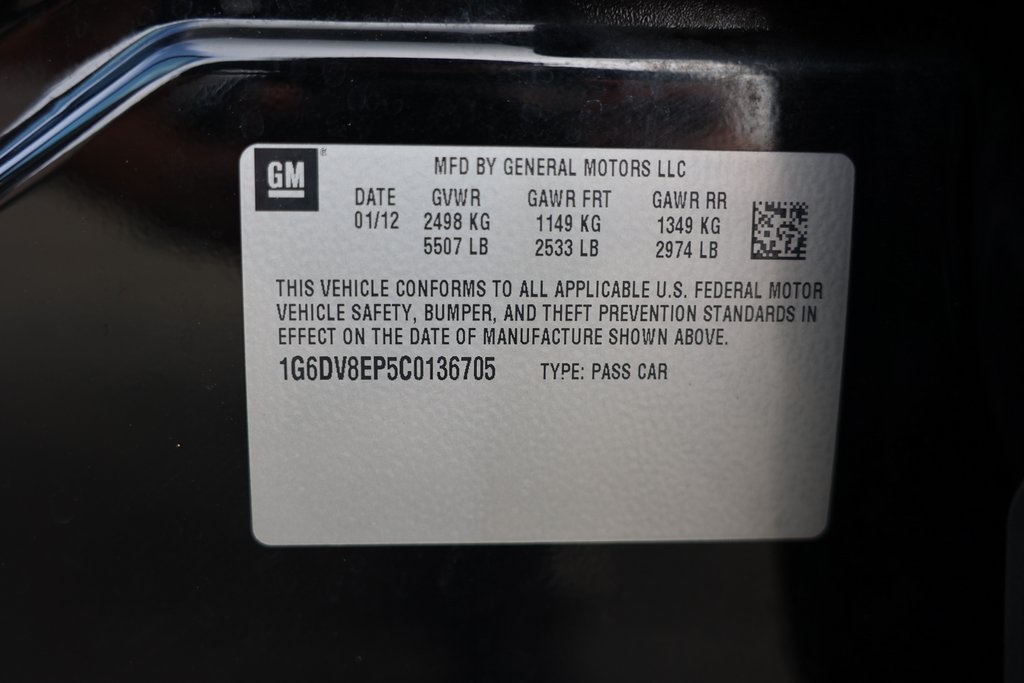 GM®
MFD BY GENERAL MOTORS LLC
DATE GVWR GAWR FRT GAWR RR
01/12 2498 KG 1149 KG 1349 KG
5507 LB 2533 LB 2974 LB
THIS VEHICLE CONFORMS TO ALL APPLICABLE U.S. FEDERAL MOTOR
VEHICLE SAFETY, BUMPER, AND THEFT PREVENTION STANDARDS IN
EFFECT ON THE DATE OF MANUFACTURE SHOWN ABOVE.
1G6DV8EP5C0136705 TYPE: PASS CAR